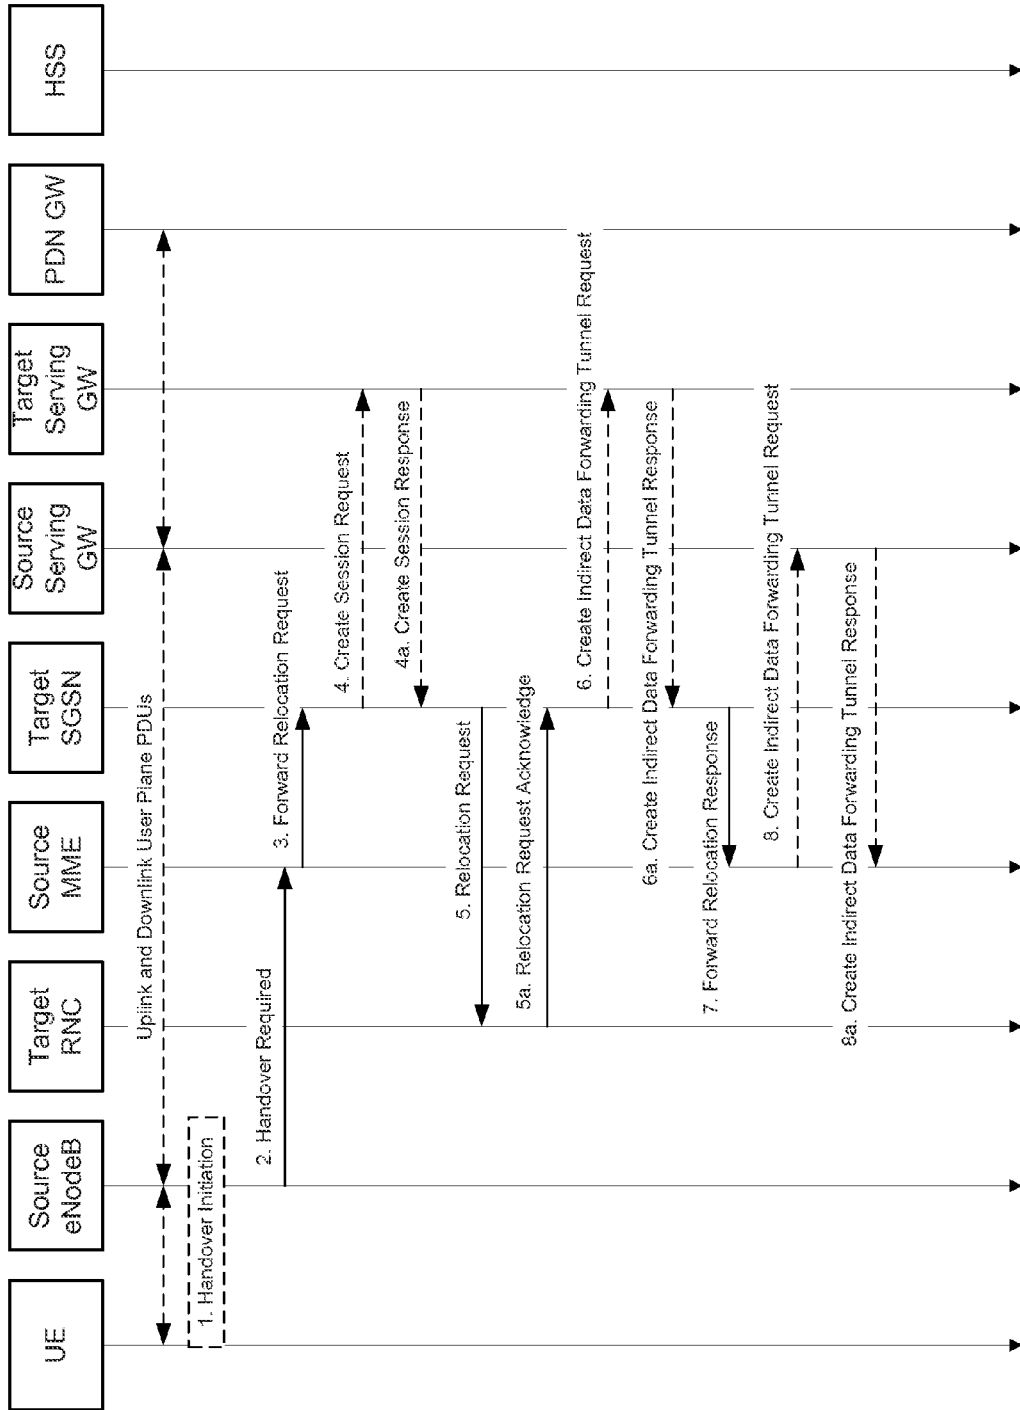 UE
Source
eNodeB
Target
RNC
Source
MME
Target
SGSN
Source
Serving
GW
Target
Serving
GW
PDN GW
HSS
Uplink and Downlink User Plane PDUs
1. Handover Initiation
2. Handover Required
3. Forward Relocation Request
4. Create Session Request
4a. Create Session Response
5. Relocation Request
5a. Relocation Request Acknowledge
6. Create Indirect Data Forwarding Tunnel Request
6a. Create Indirect Data Forwarding Tunnel Response
7. Forward Relocation Response
8. Create Indirect Data Forwarding Tunnel Request
8a. Create Indirect Data Forwarding Tunnel Response